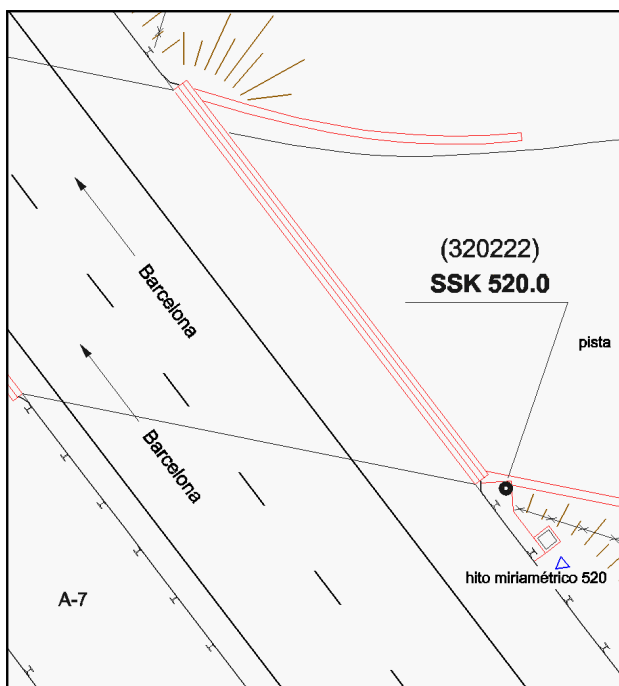 (320222)
SSK 520.0
pista
Barcelona
Barcelona
hito miriamétrico 520
A-7